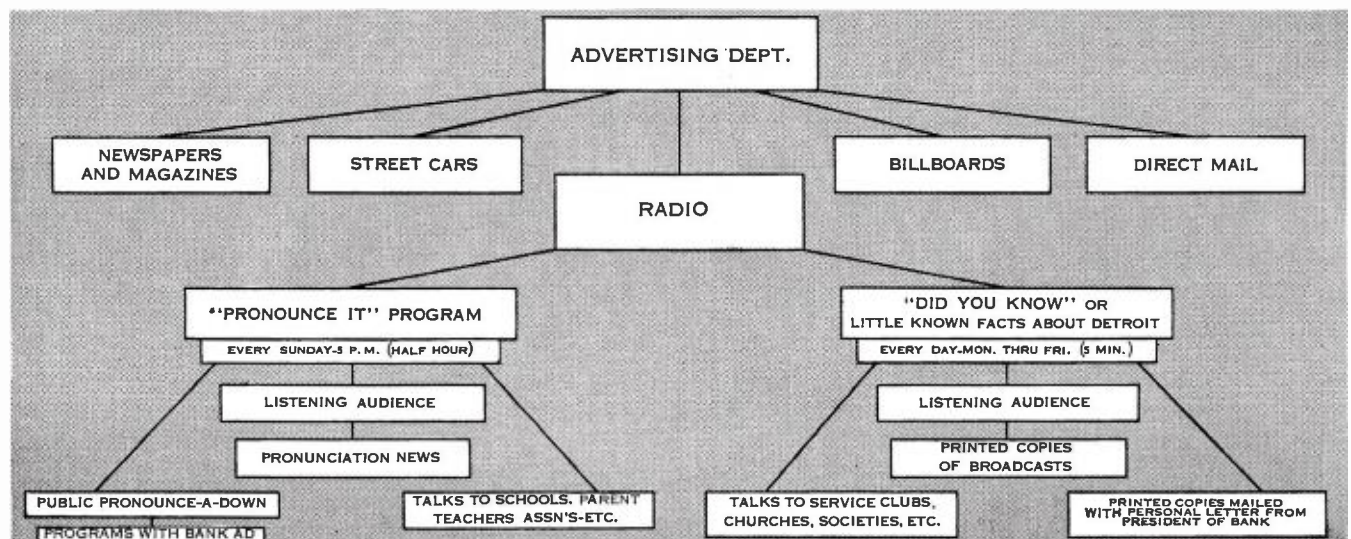 ADVERTISING DEPT.
NEWSPAPERS
AND MAGAZINES
STREET CARS
BILLBOARDS
DIRECT MAIL
RADIO
"PRONOUNCE IT" PROGRAM
EVERY SUNDAY-5 P.M. (HALF HOUR)
LISTENING AUDIENCE
PRONUNCIATION NEWS
PUBLIC PRONOUNCE-A-DOWN
PROGRAMS WITH BANK AD
TALKS TO SCHOOLS. PARENT
TEACHERS ASSN'S-ETC.
"DID YOU KNOW" OR
LITTLE KNOWN FACTS ABOUT DETROIT
EVERY DAY-MON. THRU FRI. (5 MIN.)
LISTENING AUDIENCE
PRINTED COPIES
OF BROADCASTS
TALKS TO SERVICE CLUBS,
CHURCHES, SOCIETIES, ETC.
PRINTED COPIES MAILED
WITH PERSONAL LETTER FROM
PRESIDENT OF BANK